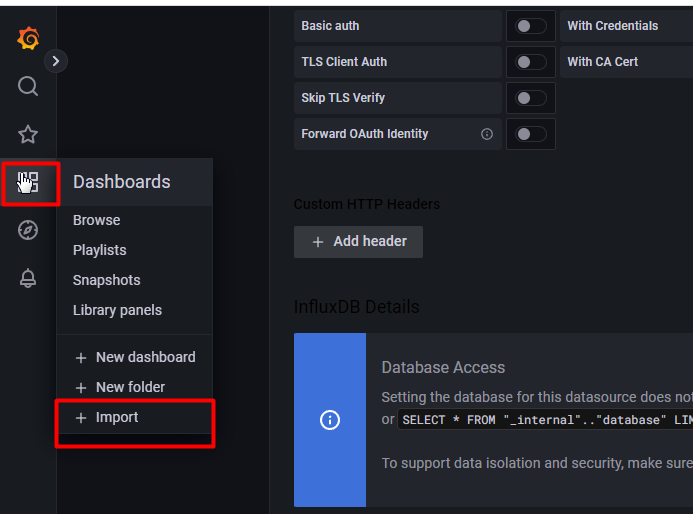 Basic auth
With Credentials
TLS Client Auth
With CA Cert
Skip TLS Verify
Forward OAuth Identity
Dashboards
Browse
Playlists
Snapshots
Library panels
+ New dashboard
+ New folder
+ Import
Custom HTTP Headers
+ Add header
InfluxDB Details
Database Access
Setting the database for this datasource does not
or SELECT * FROM "_internal".."database" LIM
To support data isolation and security, make sure